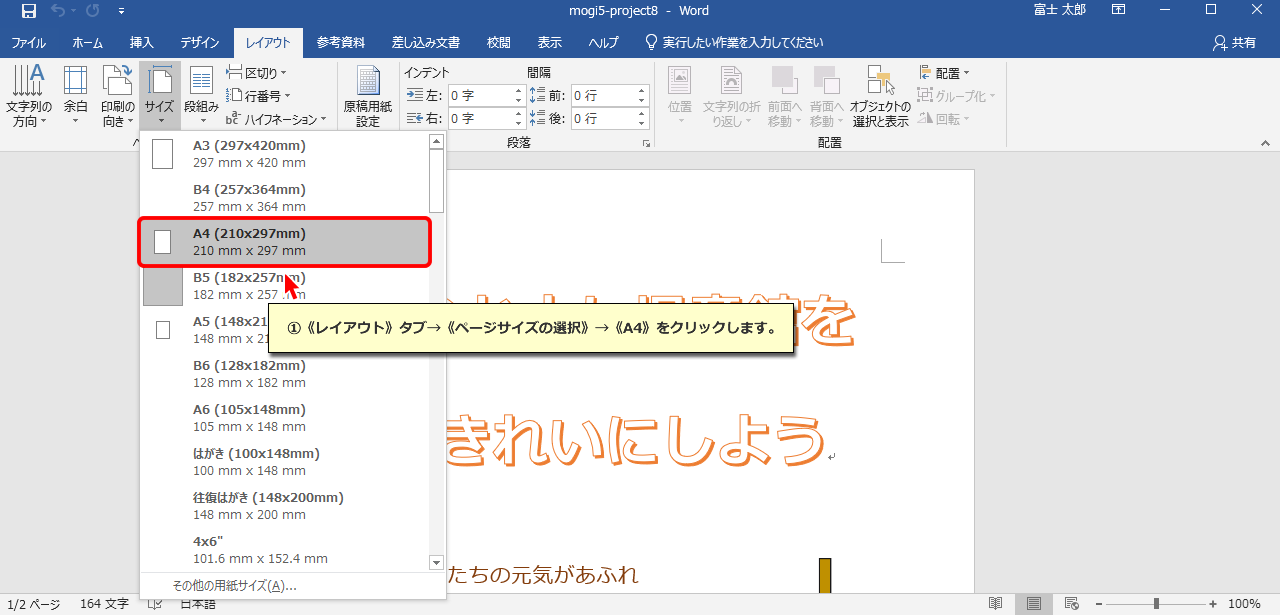 mogi5-project8 - Word
富士 太郎
ファイル ホーム 挿入 デザイン レイアウト 参考資料 差し込み文書 校閲 表示 ヘルプ 実行したい作業を入力してください 共有
文字列の方向
余白
印刷の向き
サイズ
段組み
区切り
行番号
ハイフネーション
原稿用紙設定
インデント
左: 0 字
右: 0 字
間隔
前: 0 行
後: 0 行
段落
位置
文字列の折り返し
前面へ移動
背面へ移動
オブジェクトの選択と表示
配置
グループ化
回転
配置
A3 (297x420mm)
297 mm x 420 mm
B4 (257x364mm)
257 mm x 364 mm
A4 (210x297mm)
210 mm x 297 mm
B5 (182x257mm)
182 mm x 257
A5 (148x21
148 mm x 21
B6 (128x182mm)
128 mm x 182 mm
A6 (105x148mm)
105 mm x 148 mm
はがき (100x148mm)
100 mm x 148 mm
往復はがき (148x200mm)
148 mm x 200 mm
4x6"
101.6 mm x 152.4 mm
その他の用紙サイズ(A)...
①《レイアウト》タブ→《ページサイズの選択》→《A4》をクリックします。
を
きれいにしよう
たちの元気があふれ
1/2 ページ 164 文字 日本語 100%